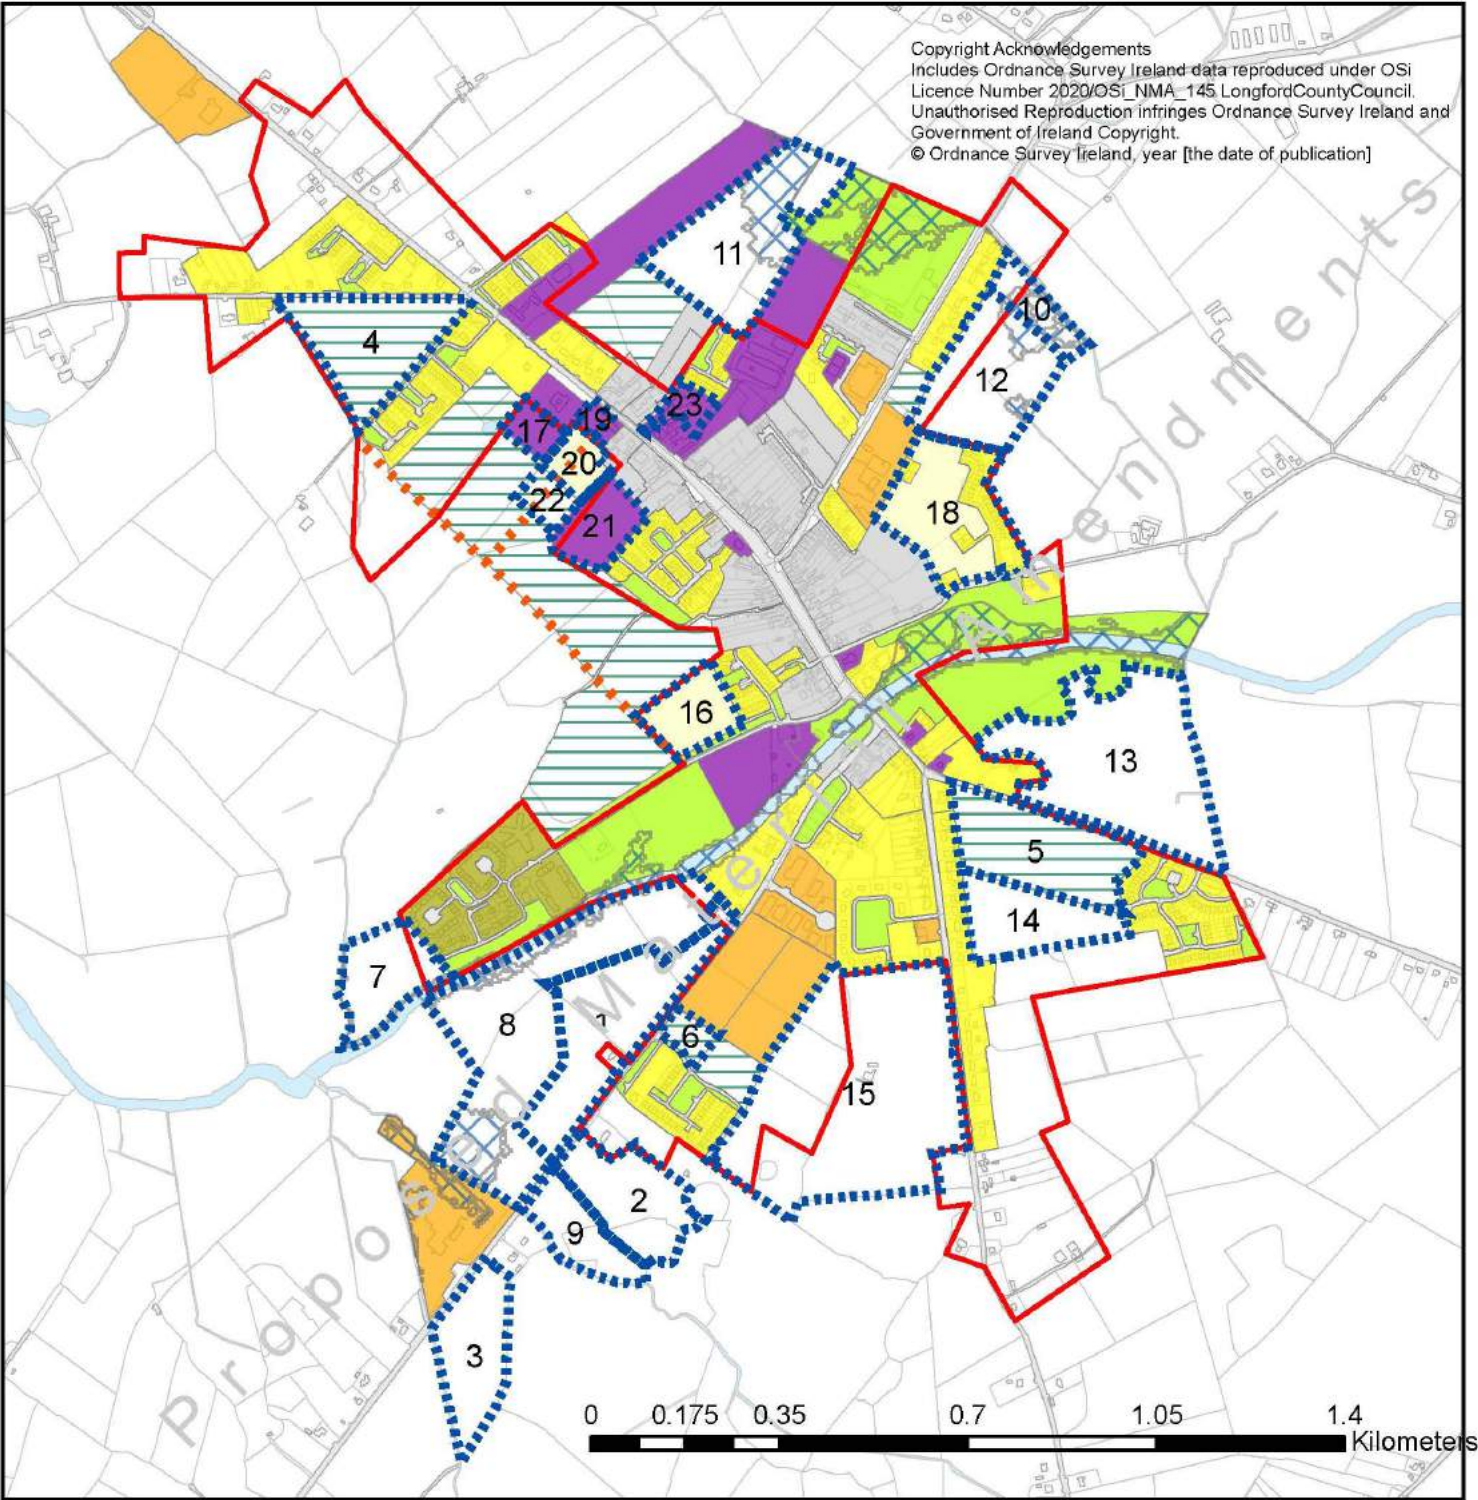 Copyright Acknowledgements
Includes Ordnance Survey Ireland data reproduced under OSi
Licence Number 2020/OSi_NMA_145 LongfordCountyCouncil.
Unauthorised Reproduction infringes Ordnance Survey Ireland and
Government of Ireland Copyright.
© Ordnance Survey Ireland, year [the date of publication]
11
10
4
12
23
19
17
20
22
18
21
16
13
5
14
7
8
1
6
15
2
9
3
Proposed Material Amendments
0 0.175 0.35 0.7 1.05 1.4
Kilometers